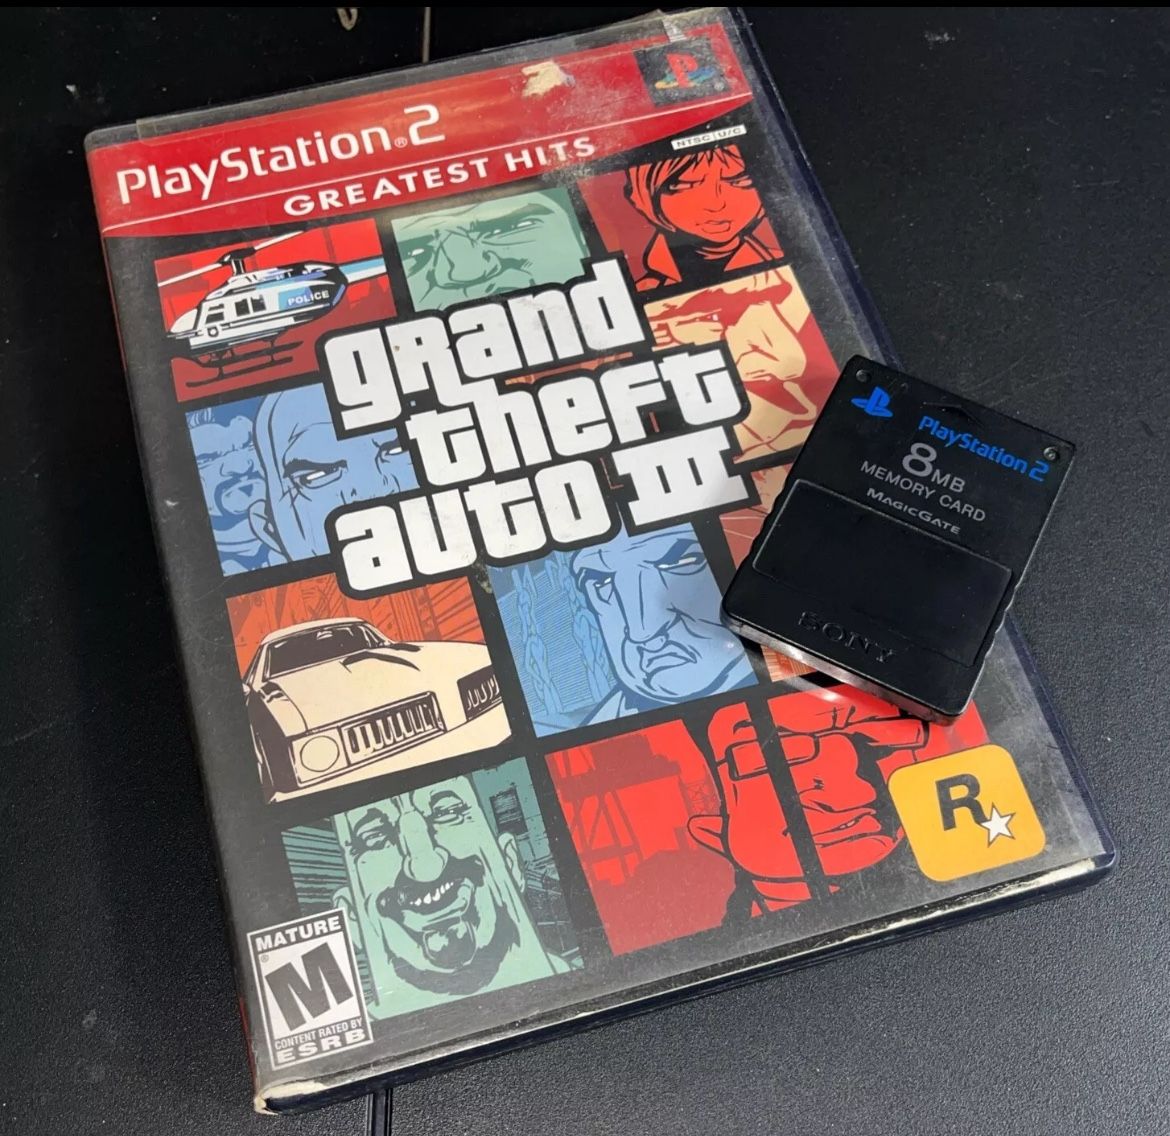 PlayStation®2
GREATEST HITS
NTSC U/C
POLICE
grand
theft
auto III
PlayStation 2
8MB
MEMORY CARD
MAGICGATE
SONY
R
MATURE
M
®
CONTENT RATED BY
ESRB